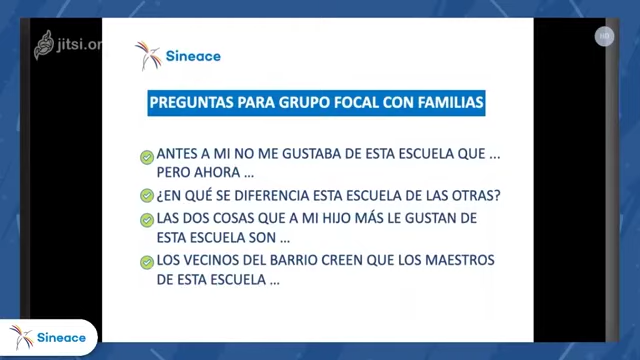 jitsi.or
HD
Sineace
PREGUNTAS PARA GRUPO FOCAL CON FAMILIAS
ANTES A MI NO ME GUSTABA DE ESTA ESCUELA QUE ...
PERO AHORA ...
¿EN QUÉ SE DIFERENCIA ESTA ESCUELA DE LAS OTRAS?
LAS DOS COSAS QUE A MI HIJO MÁS LE GUSTAN DE
ESTA ESCUELA SON ...
LOS VECINOS DEL BARRIO CREEN QUE LOS MAESTROS
DE ESTA ESCUELA ...
Sineace